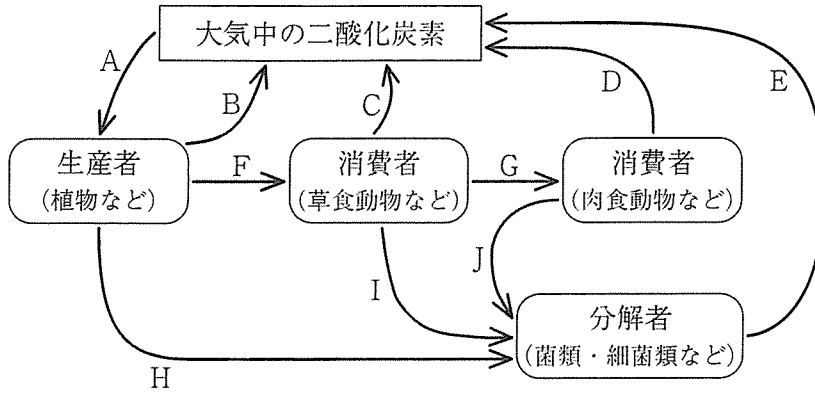 大気中の二酸化炭素
A
B
C
D
E
生産者
(植物など)
F
消費者
(草食動物など)
G
消費者
(肉食動物など)
J
I
分解者
(菌類・細菌類など)
H